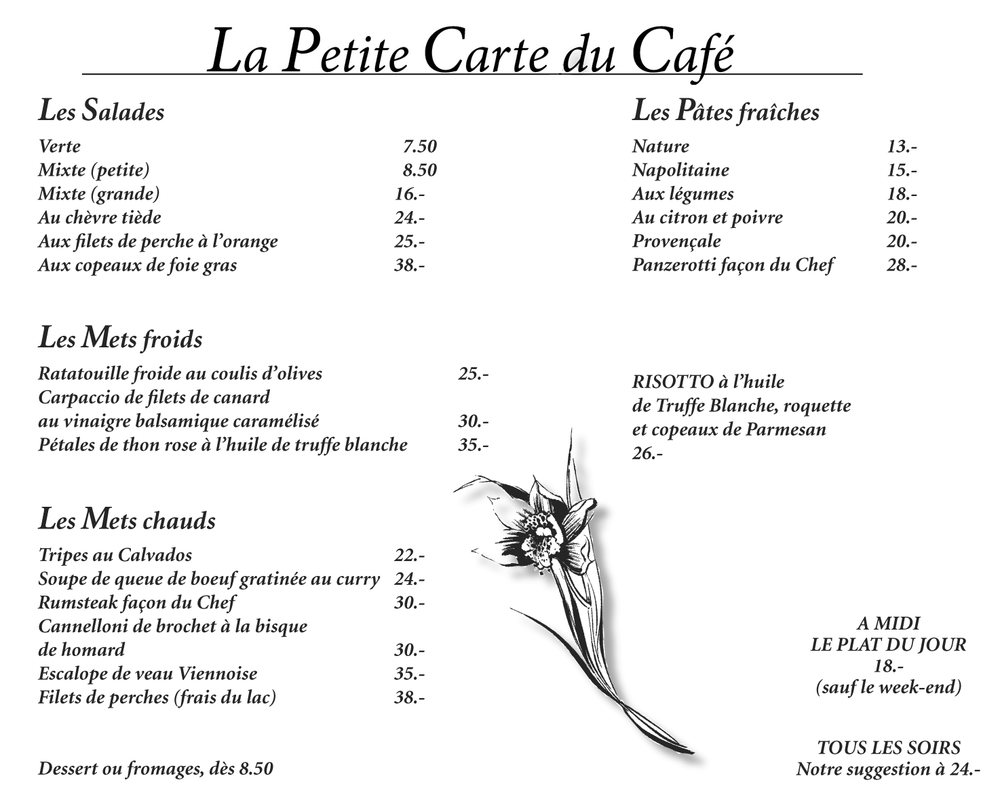 La Petite Carte du Café
Les Salades
Verte 7.50
Mixte (petite) 8.50
Mixte (grande) 16.-
Au chèvre tiède 24.-
Aux filets de perche à l’orange 25.-
Aux copeaux de foie gras 38.-
Les Mets froids
Ratatouille froide au coulis d’olives 25.-
Carpaccio de filets de canard
au vinaigre balsamique caramélisé 30.-
Pétales de thon rose à l’huile de truffe blanche 35.-
Les Mets chauds
Tripes au Calvados 22.-
Soupe de queue de boeuf gratinée au curry 24.-
Rumsteak façon du Chef 30.-
Cannelloni de brochet à la bisque
de homard 30.-
Escalope de veau Viennoise 35.-
Filets de perches (frais du lac) 38.-
Dessert ou fromages, dès 8.50
Les Pâtes fraîches
Nature 13.-
Napolitaine 15.-
Aux légumes 18.-
Au citron et poivre 20.-
Provençale 20.-
Panzerotti façon du Chef 28.-
RISOTTO à l’huile
de Truffe Blanche, roquette
et copeaux de Parmesan
26.-
A MIDI
LE PLAT DU JOUR
18.-
(sauf le week-end)
TOUS LES SOIRS
Notre suggestion à 24.-